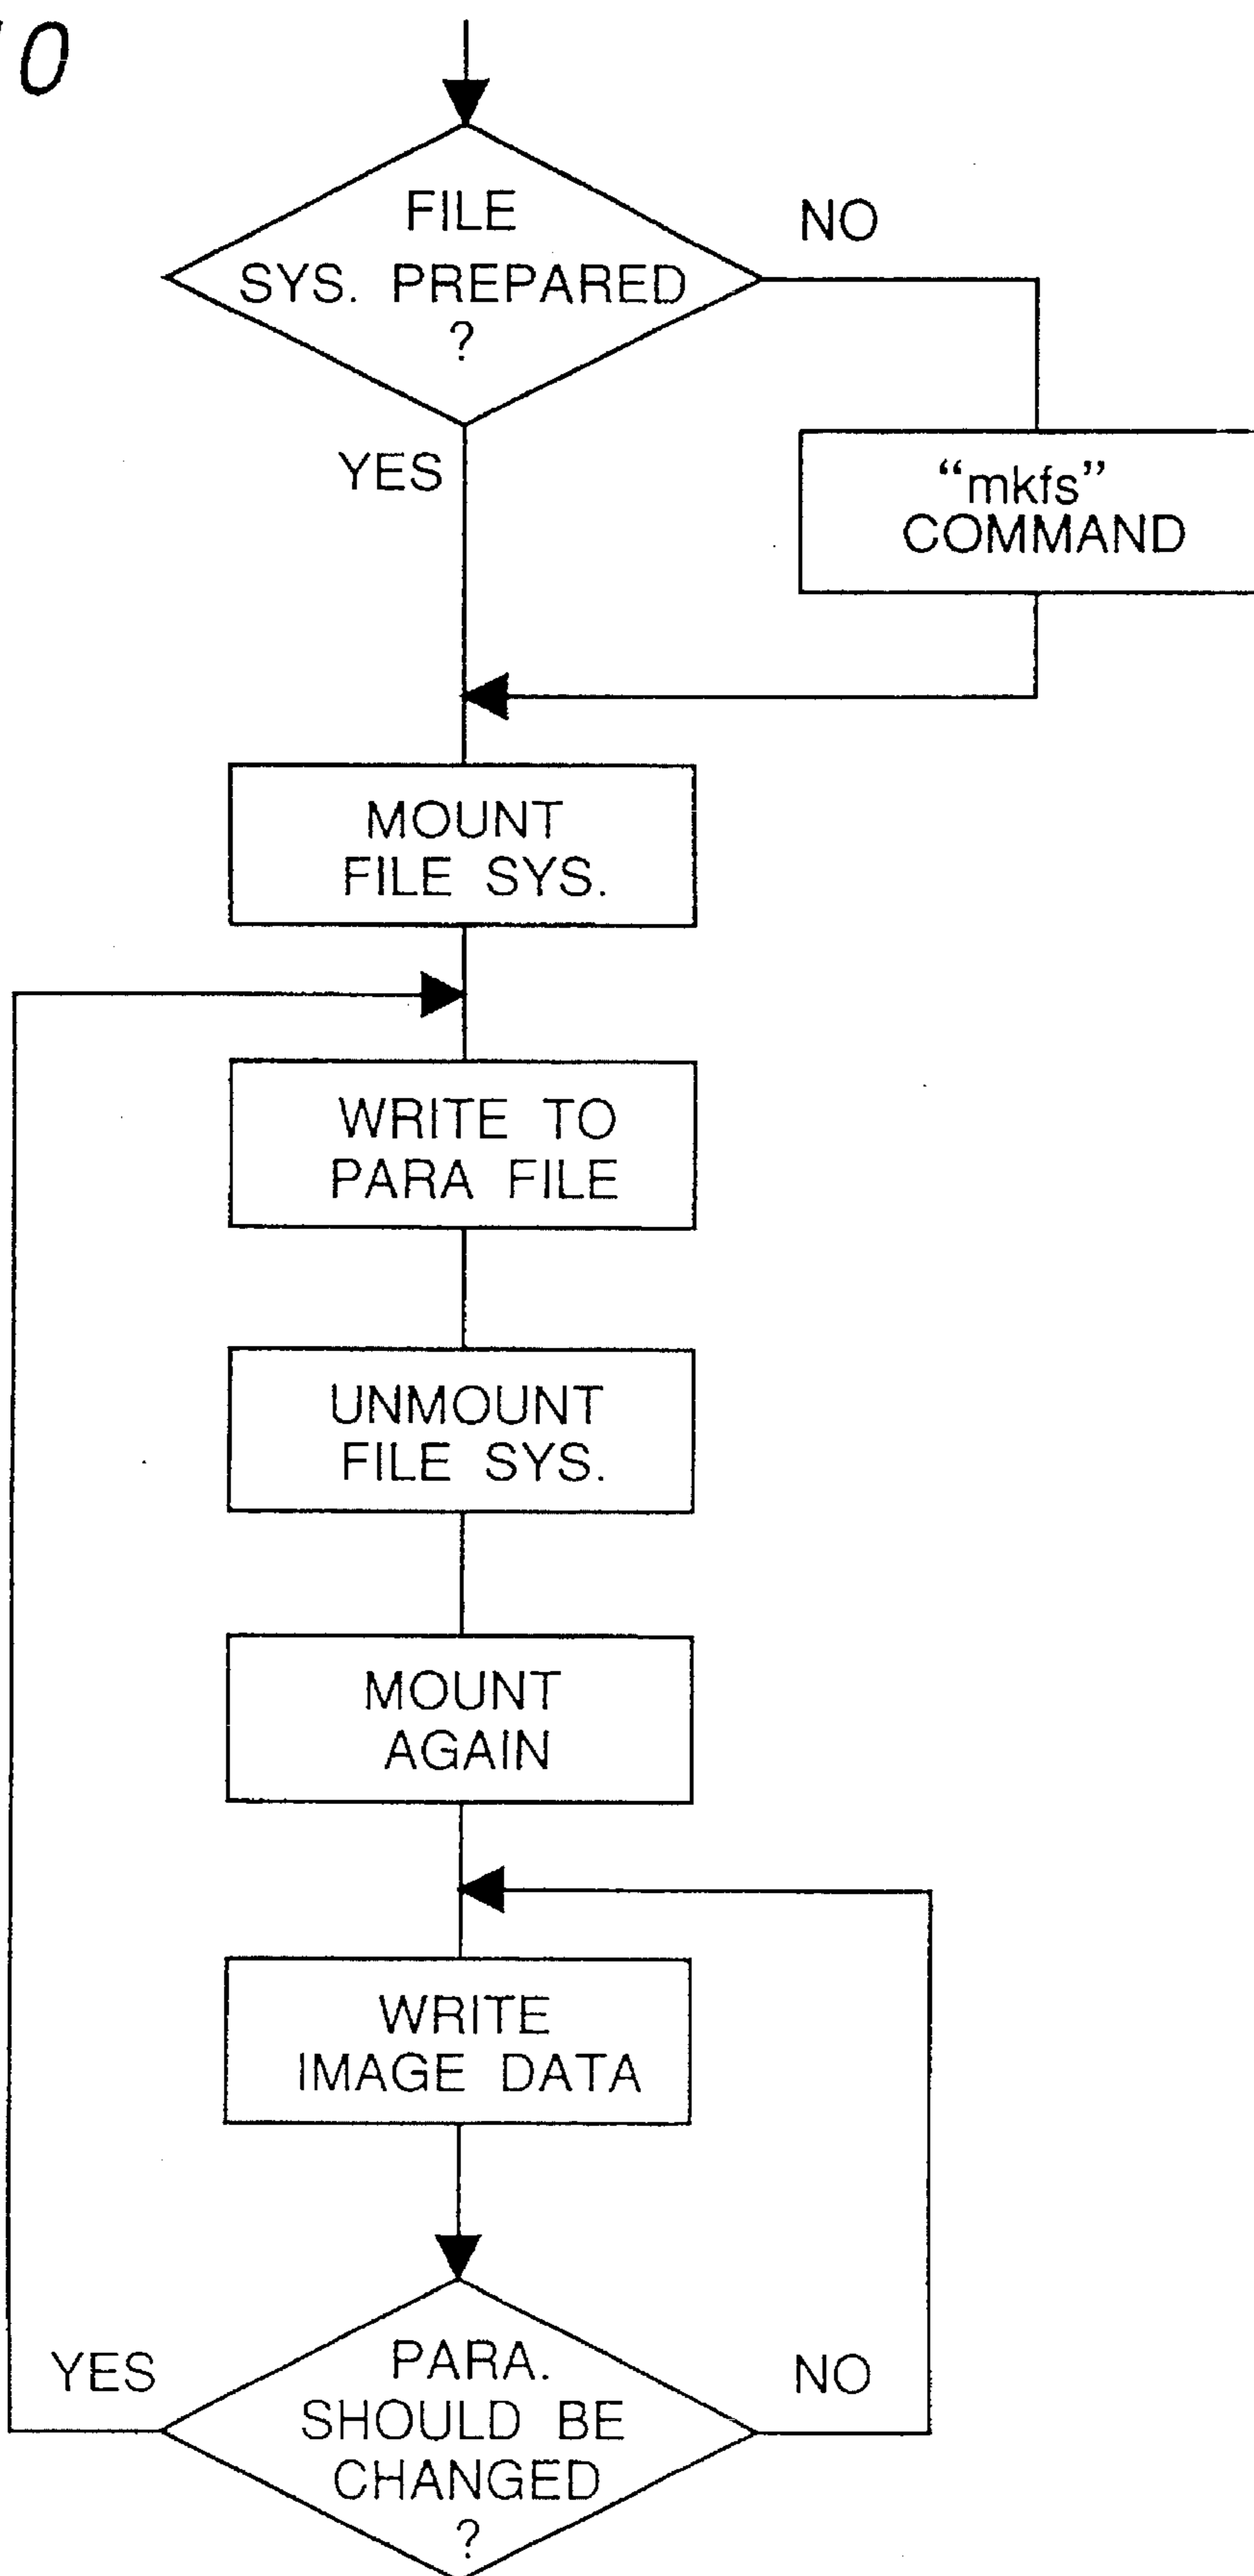 10
FILE
SYS. PREPARED
?
NO
YES
“mkfs”
COMMAND
MOUNT
FILE SYS.
WRITE TO
PARA FILE
UNMOUNT
FILE SYS.
MOUNT
AGAIN
WRITE
IMAGE DATA
YES
PARA.
SHOULD BE
CHANGED
?
NO